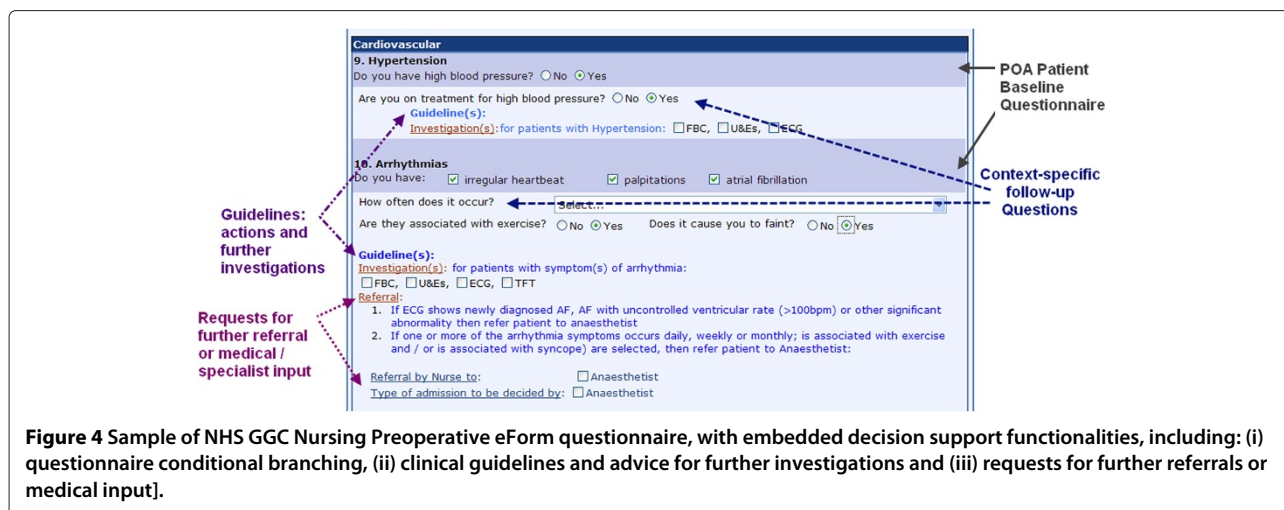 Cardiovascular
9. Hypertension
Do you have high blood pressure? No Yes
Are you on treatment for high blood pressure? No Yes
Guideline(s):
Investigation(s): for patients with Hypertension: FBC, U&Es, ECG
10. Arrhythmias
Do you have: irregular heartbeat palpitations atrial fibrillation
How often does it occur? Select...
Are they associated with exercise? No Yes Does it cause you to faint? No Yes
Guideline(s):
Investigation(s): for patients with symptom(s) of arrhythmia:
FBC, U&Es, ECG, TFT
Referral:
1. If ECG shows newly diagnosed AF, AF with uncontrolled ventricular rate (>100bpm) or other significant
abnormality then refer patient to anaesthetist
2. If one or more of the arrhythmia symptoms occurs daily, weekly or monthly; is associated with exercise
and / or is associated with syncope) are selected, then refer patient to Anaesthetist:
Referral by Nurse to: Anaesthetist
Type of admission to be decided by: Anaesthetist
POA Patient
Baseline
Questionnaire
Context-specific
follow-up
Questions
Guidelines:
actions and
further
investigations
Requests for
further referral
or medical /
specialist input
Figure 4 Sample of NHS GGC Nursing Preoperative eForm questionnaire, with embedded decision support functionalities, including: (i)
questionnaire conditional branching, (ii) clinical guidelines and advice for further investigations and (iii) requests for further referrals or
medical input].